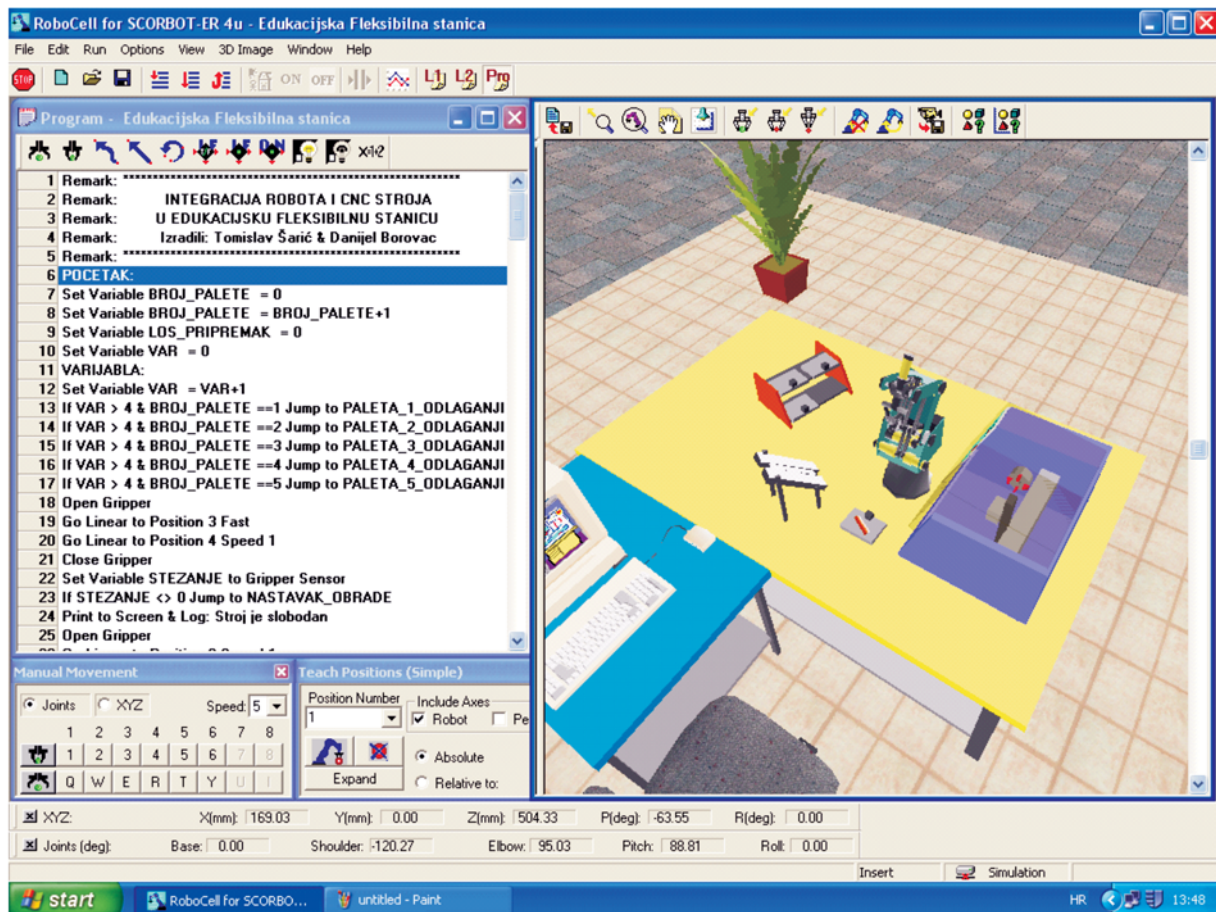 RoboCell for SCORBOT-ER 4u - Edukacijska Fleksibilna stanica
File Edit Run Options View 3D Image Window Help
STOP ON OFF L1 L2 Prg
Program - Edukacijska Fleksibilna stanica
1 Remark: ************************************************************
2 Remark: INTEGRACIJA ROBOTA I CNC STROJA
3 Remark: U EDUKACIJSKU FLEKSIBILNU STANICU
4 Remark: Izradili: Tomislav Šarić & Danijel Borovac
5 Remark: ************************************************************
6 POCETAK:
7 Set Variable BROJ_PALETE = 0
8 Set Variable BROJ_PALETE = BROJ_PALETE+1
9 Set Variable LOS_PRIPREMAK = 0
10 Set Variable VAR = 0
11 VARIJABLA:
12 Set Variable VAR = VAR+1
13 If VAR > 4 & BROJ_PALETE ==1 Jump to PALETA_1_ODLAGANJI
14 If VAR > 4 & BROJ_PALETE ==2 Jump to PALETA_2_ODLAGANJI
15 If VAR > 4 & BROJ_PALETE ==3 Jump to PALETA_3_ODLAGANJI
16 If VAR > 4 & BROJ_PALETE ==4 Jump to PALETA_4_ODLAGANJI
17 If VAR > 4 & BROJ_PALETE ==5 Jump to PALETA_5_ODLAGANJI
18 Open Gripper
19 Go Linear to Position 3 Fast
20 Go Linear to Position 4 Speed 1
21 Close Gripper
22 Set Variable STEZANJE to Gripper Sensor
23 If STEZANJE <> 0 Jump to NASTAVAK_OBRADE
24 Print to Screen & Log: Stroj je slobodan
25 Open Gripper
Manual Movement
Joints XYZ Speed: 5
1 2 3 4 5 6 7 8
1 2 3 4 5 6 7 8
Q W E R T Y U I
Teach Positions (Simple)
Position Number Include Axes
1 Robot Pe
Absolute
Expand Relative to:
XYZ: X(mm): 169.03 Y(mm): 0.00 Z(mm): 504.33 P(deg): -63.55 R(deg): 0.00
Joints (deg): Base: 0.00 Shoulder: -120.27 Elbow: 95.03 Pitch: 88.81 Roll: 0.00
Insert Simulation
start RoboCell for SCORBO... untitled - Paint HR 13:48